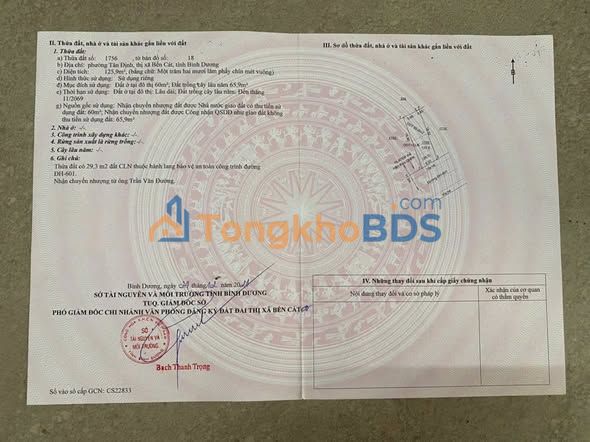 II. Thửa đất, nhà ở và tài sản khác gắn liền với đất
1. Thửa đất:
a) Thửa đất số: 1756 , tờ bản đồ số: 18
b) Địa chỉ: phường Tân Định, thị xã Bến Cát, tỉnh Bình Dương
c) Diện tích: 125,9m², (bằng chữ: Một trăm hai mươi lăm phẩy chín mét vuông)
d) Hình thức sử dụng: Sử dụng riêng
đ) Mục đích sử dụng: Đất ở tại đô thị 60m²; Đất trồng cây lâu năm 65,9m²
e) Thời hạn sử dụng: Đất ở tại đô thị: Lâu dài; Đất trồng cây lâu năm: Đến tháng
11/2069
g) Nguồn gốc sử dụng: Nhận chuyển nhượng đất được Nhà nước giao đất có thu tiền sử
dụng đất: 60m²; Nhận chuyển nhượng đất được Công nhận QSDĐ như giao đất không
thu tiền sử dụng đất: 65,9m²
2. Nhà ở: -/-
3. Công trình xây dựng khác: -/-
4. Rừng sản xuất là rừng trồng: -/-
5. Cây lâu năm: -/-
6. Ghi chú:
Thửa đất có 29,3 m2 đất CLN thuộc hành lang bảo vệ an toàn công trình đường
ĐH-601.
Nhận chuyển nhượng từ ông Trần Văn Đường.
Bình Dương, ngày tháng 12 năm
SỞ TÀI NGUYÊN VÀ MÔI TRƯỜNG TỈNH BÌNH DƯƠNG
TUQ. GIÁM ĐỐC SỞ
PHÓ GIÁM ĐỐC CHI NHÁNH VĂN PHÒNG ĐĂNG KÝ ĐẤT ĐAI THỊ XÃ BẾN CÁT
SỞ
TÀI NGUYÊN VÀ
MÔI TRƯỜNG
Bạch Thanh Trọng
Số vào sổ cấp GCN: CS22833
III. Sơ đồ thửa đất, nhà ở và tài sản khác gắn liền với đất
B
TongkhoBDS
.com
IV. Những thay đổi sau khi cấp giấy chứng nhận
Nội dung thay đổi và cơ sở pháp lý
Xác nhận của cơ quan
có thẩm quyền